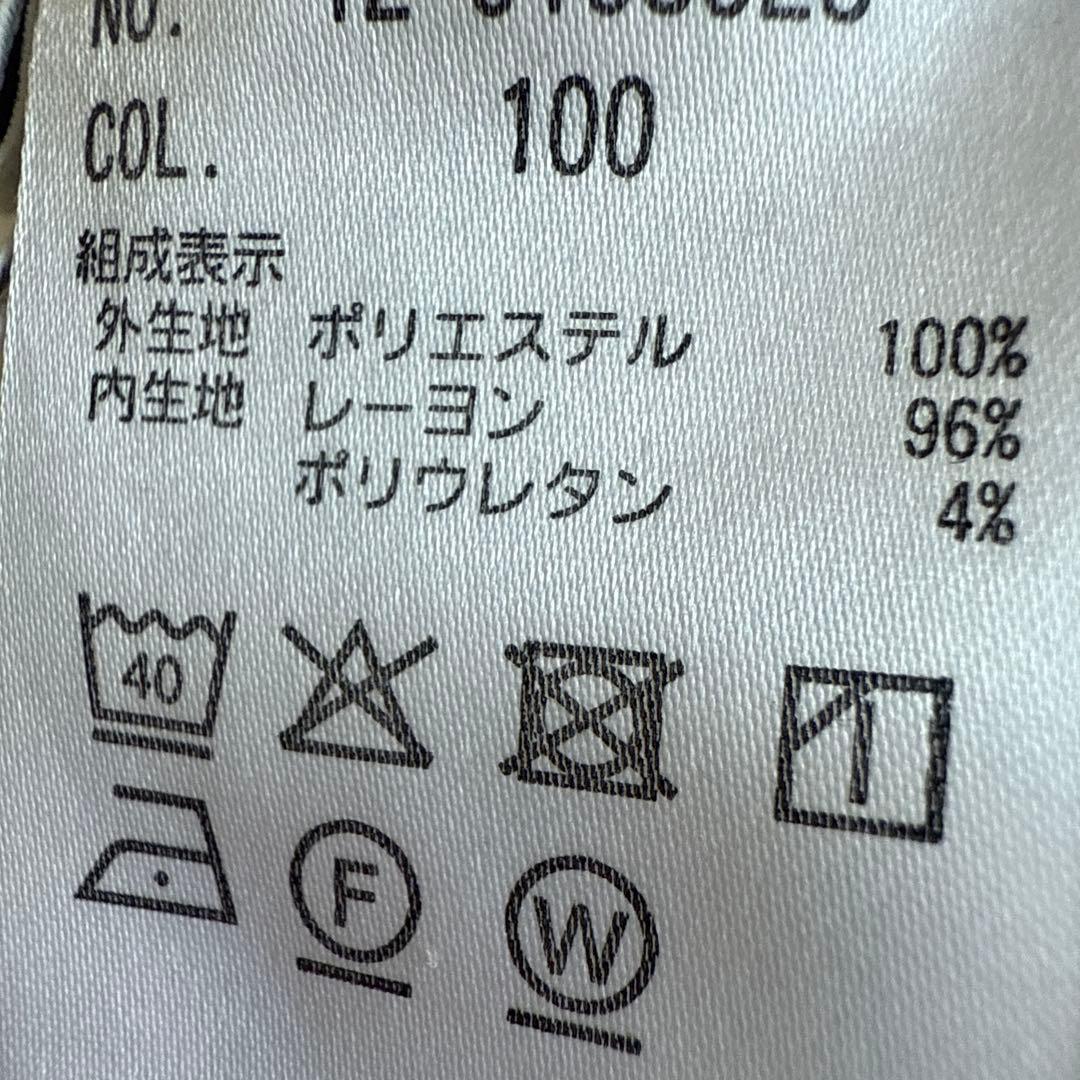 NO.
COL. 100
組成表示
外生地 ポリエステル 100%
内生地 レーヨン 96%
ポリウレタン 4%
40
F
W